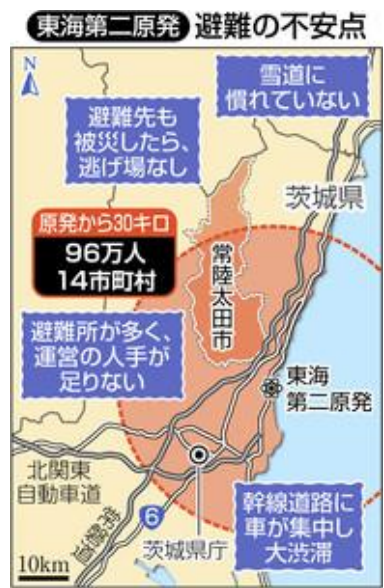 東海第二原発 避難の不安点
N
雪道に
慣れていない
避難先も
被災したら、
逃げ場なし
茨城県
原発から30キロ
96万人
14市町村
常陸太田市
避難所が多く、
運営の人手が
足りない
東海
第二原発
北関東
自動車道
常磐道
6
茨城県庁
幹線道路に
車が集中し
大渋滞
10km